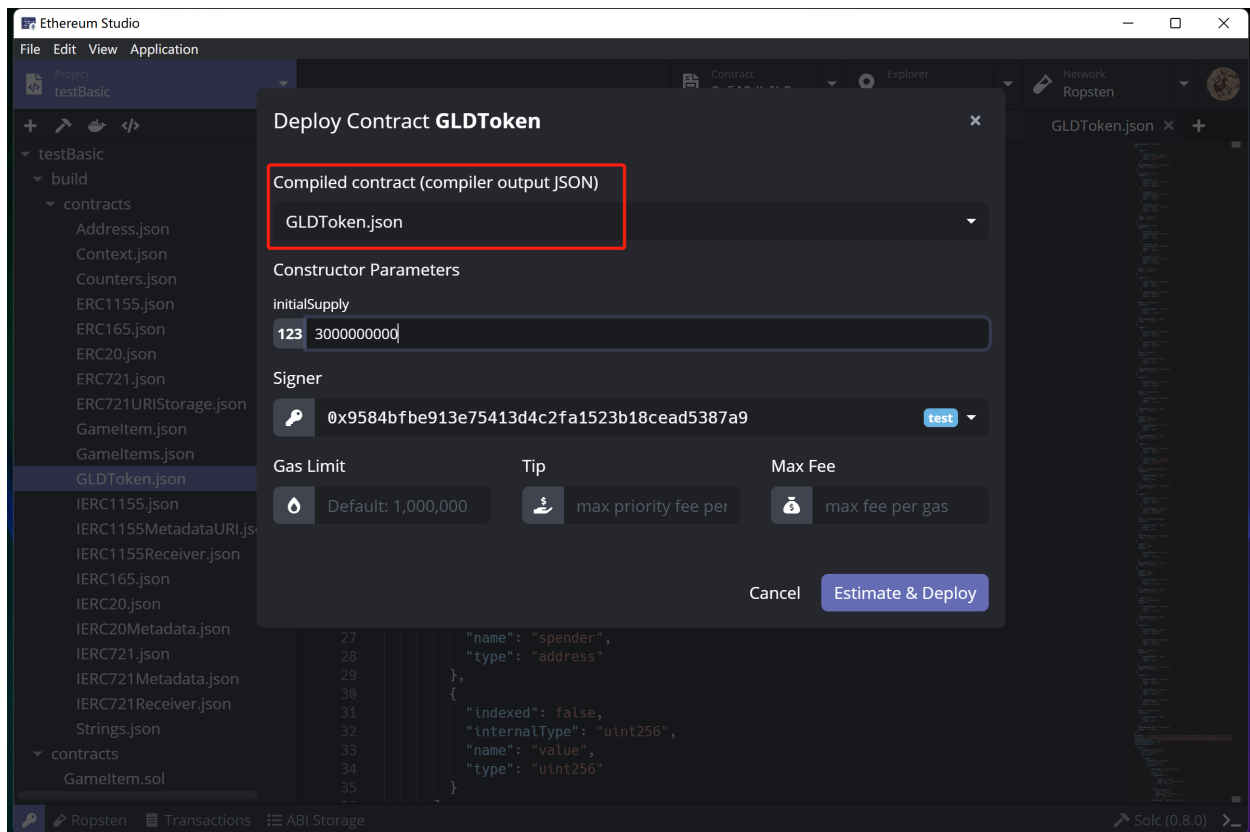 Ethereum Studio
File Edit View Application
Project
testBasic
Contract
Explorer
Network
Ropsten
GLDToken.json
testBasic
build
contracts
Address.json
Context.json
Counters.json
ERC1155.json
ERC165.json
ERC20.json
ERC721.json
ERC721URIStorage.json
GameItem.json
GameItems.json
GLDToken.json
IERC1155.json
IERC1155MetadataURI.js
IERC1155Receiver.json
IERC165.json
IERC20.json
IERC20Metadata.json
IERC721.json
IERC721Metadata.json
IERC721Receiver.json
Strings.json
contracts
GameItem.sol
Deploy Contract GLDToken
Compiled contract (compiler output JSON)
GLDToken.json
Constructor Parameters
initialSupply
123 3000000000
Signer
0x9584bfbe913e75413d4c2fa1523b18cead5387a9 test
Gas Limit Tip Max Fee
Default: 1,000,000 max priority fee per max fee per gas
Cancel Estimate & Deploy
27 "name": "spender",
28 "type": "address"
29 },
30 {
31 "indexed": false,
32 "internalType": "uint256",
33 "name": "value",
34 "type": "uint256"
35 }
Ropsten Transactions ABI Storage Solc (0.8.0)